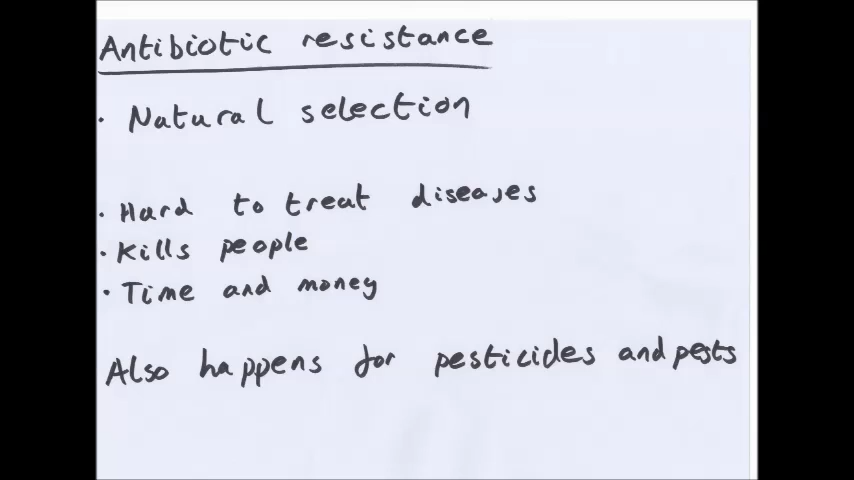 Antibiotic resistance
· Natural selection
· Hard to treat diseases
· Kills people
· Time and money
Also happens for pesticides and pests